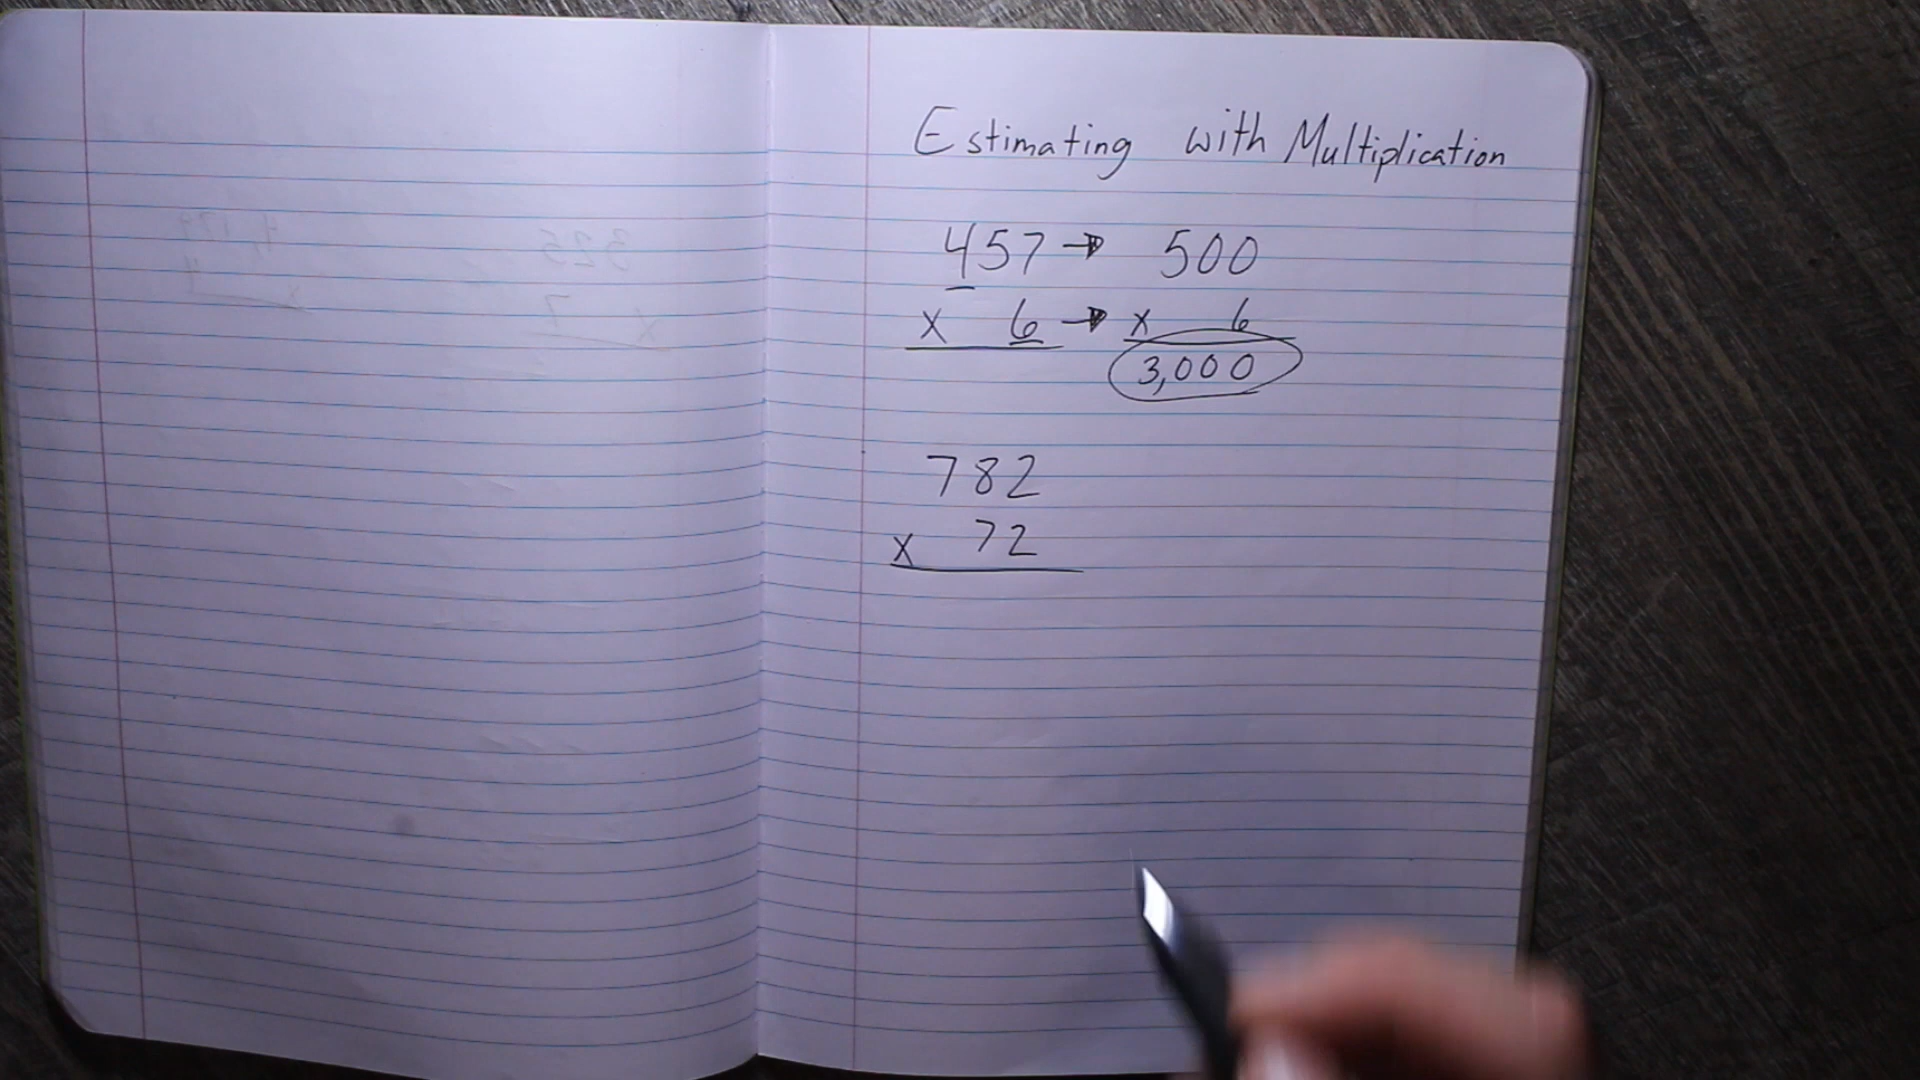 Estimating with Multiplication
457 → 500
x 6 → x 6
3,000
782
x 72